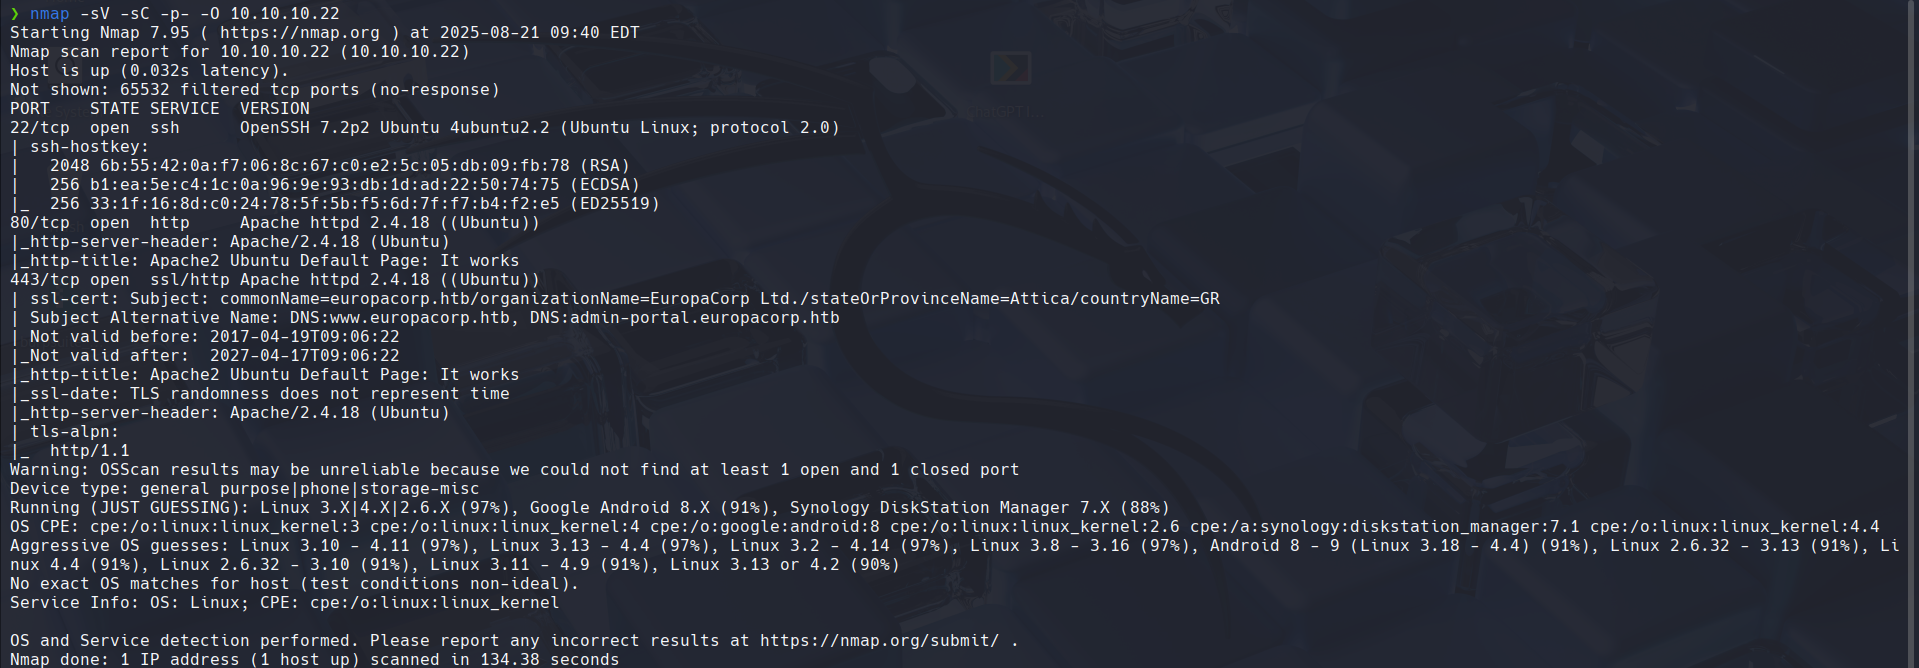 ❯ nmap -sV -sC -p- -O 10.10.10.22
Starting Nmap 7.95 ( https://nmap.org ) at 2025-08-21 09:40 EDT
Nmap scan report for 10.10.10.22 (10.10.10.22)
Host is up (0.032s latency).
Not shown: 65532 filtered tcp ports (no-response)
PORT    STATE SERVICE  VERSION
22/tcp  open  ssh      OpenSSH 7.2p2 Ubuntu 4ubuntu2.2 (Ubuntu Linux; protocol 2.0)
| ssh-hostkey:
|   2048 6b:55:42:0a:f7:06:8c:67:c0:e2:5c:05:db:09:fb:78 (RSA)
|   256 b1:ea:5e:c4:1c:0a:96:9e:93:db:1d:ad:22:50:74:75 (ECDSA)
|_  256 33:1f:16:8d:c0:24:78:5f:5b:f5:6d:7f:f7:b4:f2:e5 (ED25519)
80/tcp  open  http     Apache httpd 2.4.18 ((Ubuntu))
|_http-server-header: Apache/2.4.18 (Ubuntu)
|_http-title: Apache2 Ubuntu Default Page: It works
443/tcp open  ssl/http Apache httpd 2.4.18 ((Ubuntu))
| ssl-cert: Subject: commonName=europacorp.htb/organizationName=EuropaCorp Ltd./stateOrProvinceName=Attica/countryName=GR
| Subject Alternative Name: DNS:www.europacorp.htb, DNS:admin-portal.europacorp.htb
| Not valid before: 2017-04-19T09:06:22
|_Not valid after:  2027-04-17T09:06:22
|_http-title: Apache2 Ubuntu Default Page: It works
|_ssl-date: TLS randomness does not represent time
|_http-server-header: Apache/2.4.18 (Ubuntu)
| tls-alpn:
|_  http/1.1
Warning: OSScan results may be unreliable because we could not find at least 1 open and 1 closed port
Device type: general purpose|phone|storage-misc
Running (JUST GUESSING): Linux 3.X|4.X|2.6.X (97%), Google Android 8.X (91%), Synology DiskStation Manager 7.X (88%)
OS CPE: cpe:/o:linux:linux_kernel:3 cpe:/o:linux:linux_kernel:4 cpe:/o:google:android:8 cpe:/o:linux:linux_kernel:2.6 cpe:/a:synology:diskstation_manager:7.1 cpe:/o:linux:linux_kernel:4.4
Aggressive OS guesses: Linux 3.10 - 4.11 (97%), Linux 3.13 - 4.4 (97%), Linux 3.2 - 4.14 (97%), Linux 3.8 - 3.16 (97%), Android 8 - 9 (Linux 3.18 - 4.4) (91%), Linux 2.6.32 - 3.13 (91%), Li
nux 4.4 (91%), Linux 2.6.32 - 3.10 (91%), Linux 3.11 - 4.9 (91%), Linux 3.13 or 4.2 (90%)
No exact OS matches for host (test conditions non-ideal).
Service Info: OS: Linux; CPE: cpe:/o:linux:linux_kernel

OS and Service detection performed. Please report any incorrect results at https://nmap.org/submit/ .
Nmap done: 1 IP address (1 host up) scanned in 134.38 seconds